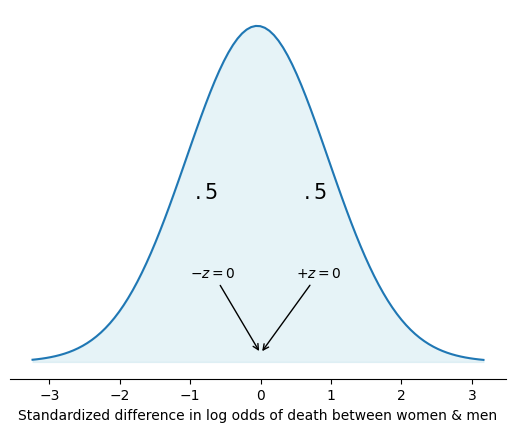 .5 .5
−z = 0 +z = 0
−3 −2 −1 0 1 2 3
Standardized difference in log odds of death between women & men